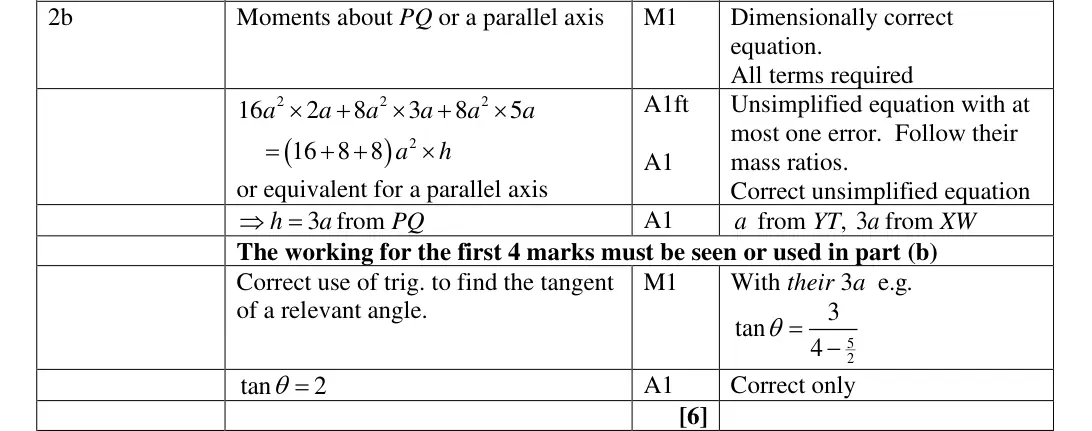 2b Moments about PQ or a parallel axis M1 Dimensionally correct
equation.
All terms required
16a² × 2a + 8a² × 3a + 8a² × 5a A1ft Unsimplified equation with at
most one error. Follow their
= (16 + 8 + 8) a² × h A1 mass ratios.
or equivalent for a parallel axis Correct unsimplified equation
⇒ h = 3a from PQ A1 a from YT, 3a from XW
The working for the first 4 marks must be seen or used in part (b)
Correct use of trig. to find the tangent M1 With their 3a e.g.
of a relevant angle. tan θ = 3 / (4 − 5/2)
tan θ = 2 A1 Correct only
[6]